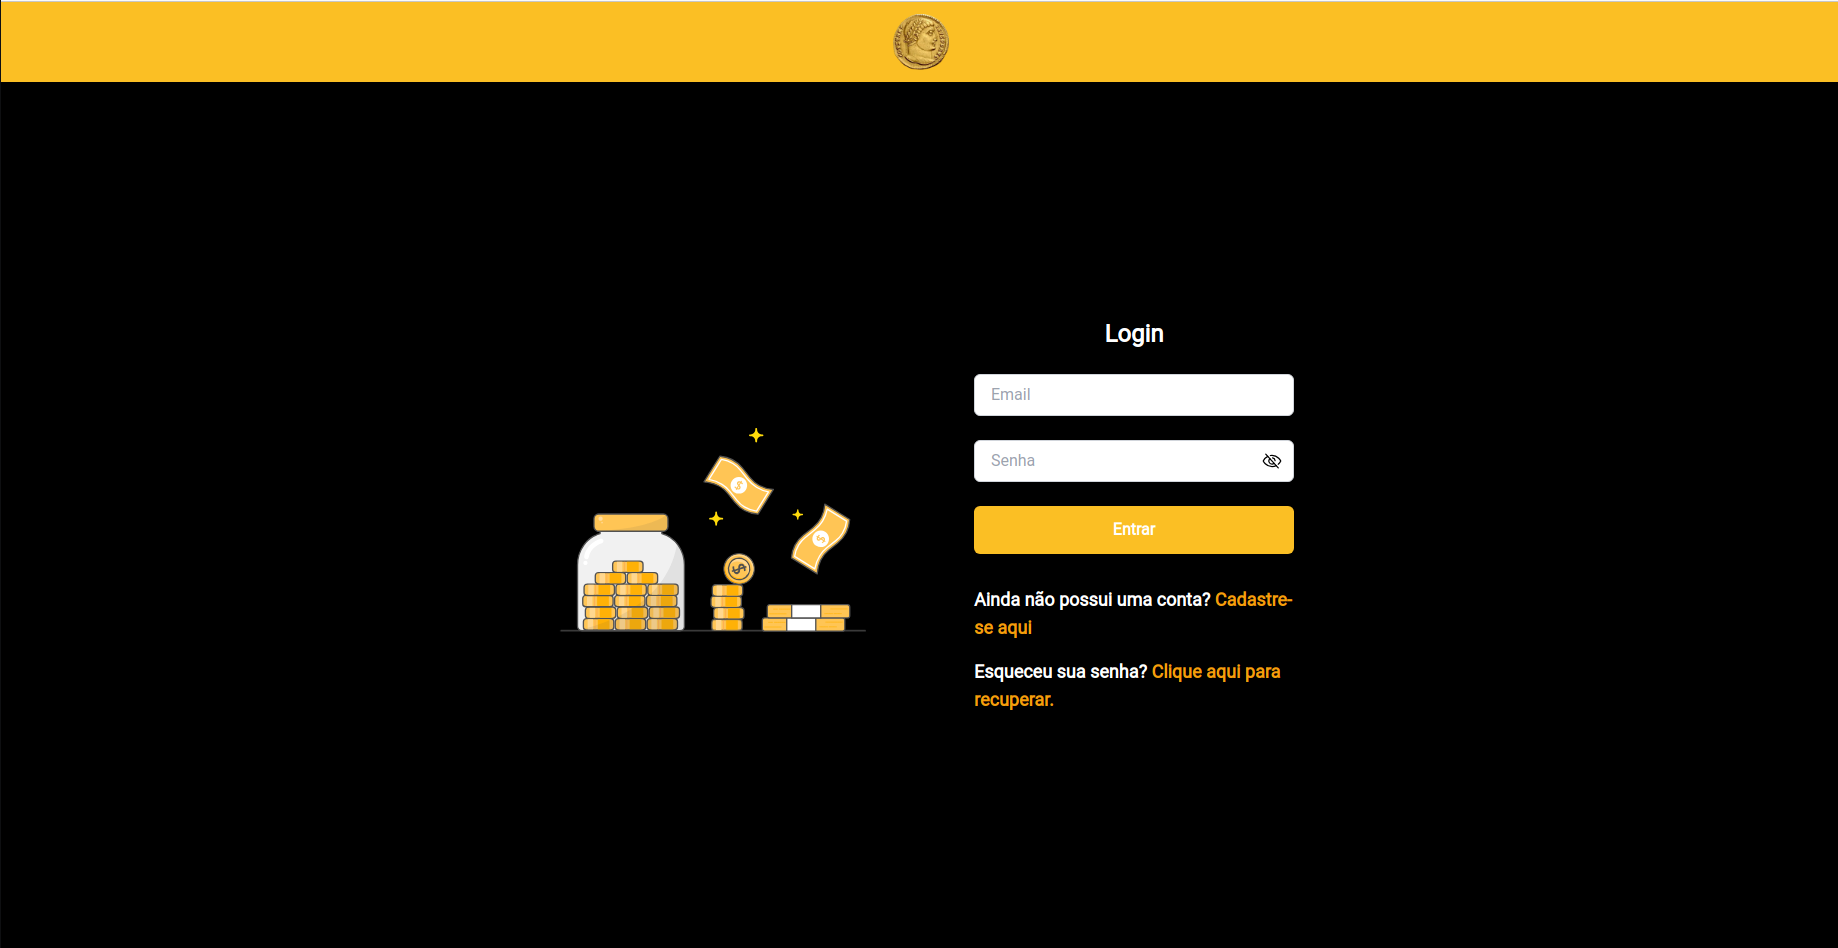 Login
Email
Senha
Entrar
Ainda não possui uma conta? Cadastre-
se aqui
Esqueceu sua senha? Clique aqui para
recuperar.